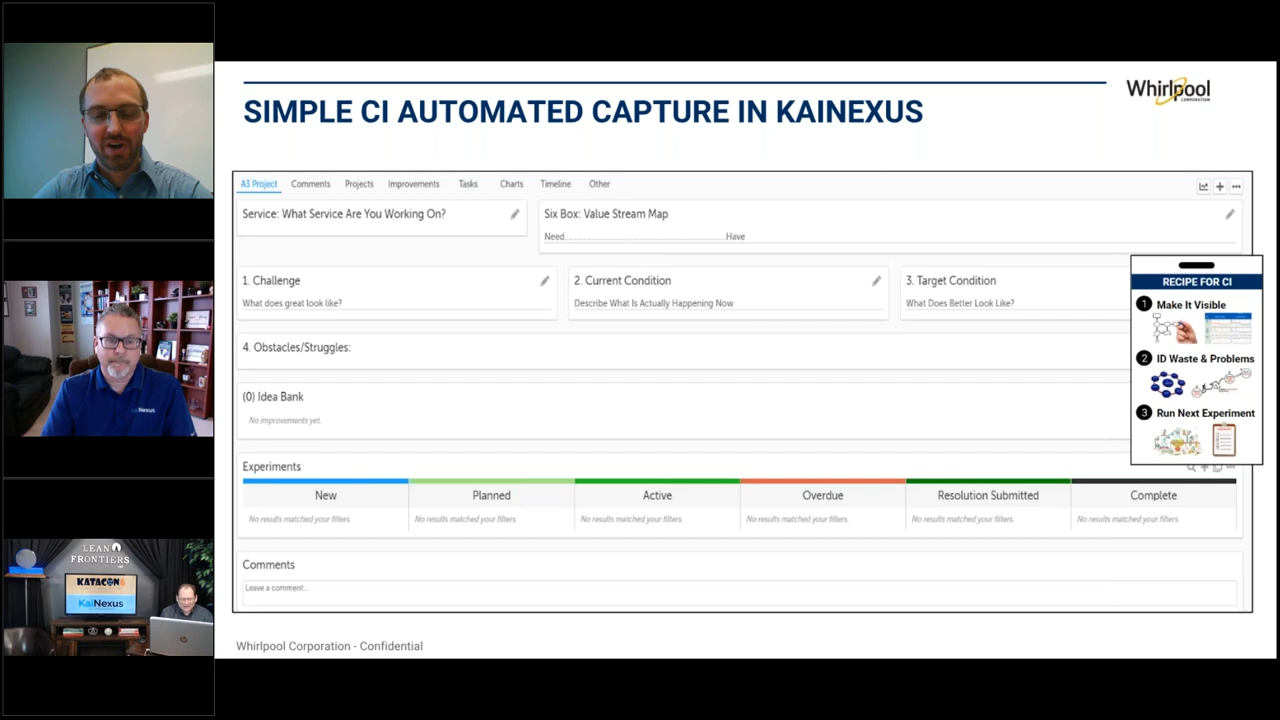 Whirlpool
CORPORATION
SIMPLE CI AUTOMATED CAPTURE IN KAINEXUS
A3 Project Comments Projects Improvements Tasks Charts Timeline Other
Service: What Service Are You Working On?
Six Box: Value Stream Map
Need Have
1. Challenge
What does great look like?
2. Current Condition
Describe What Is Actually Happening Now
3. Target Condition
What Does Better Look Like?
4. Obstacles/Struggles:
(0) Idea Bank
No improvements yet.
Experiments
New Planned Active Overdue Resolution Submitted Complete
No results matched your filters. No results matched your filters. No results matched your filters. No results matched your filters. No results matched your filters. No results matched your filters.
Comments
Leave a comment...
RECIPE FOR CI
1 Make It Visible
2 ID Waste & Problems
3 Run Next Experiment
Whirlpool Corporation - Confidential
KaiNexus
LEAN
FRONTIERS
KATACON
KaiNexus
hp